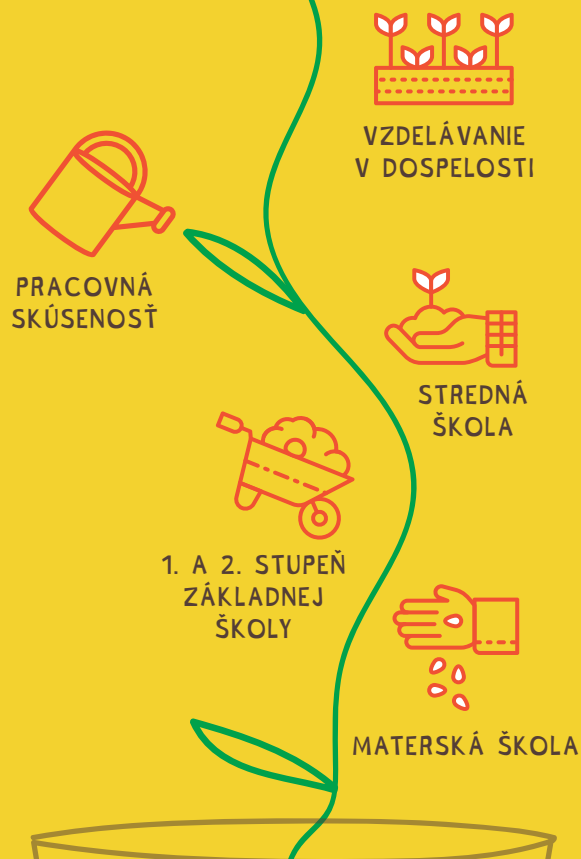 VZDELÁVANIE
V DOSPELOSTI
PRACOVNÁ
SKÚSENOSŤ
STREDNÁ
ŠKOLA
1. A 2. STUPEŇ
ZÁKLADNEJ
ŠKOLY
MATERSKÁ ŠKOLA